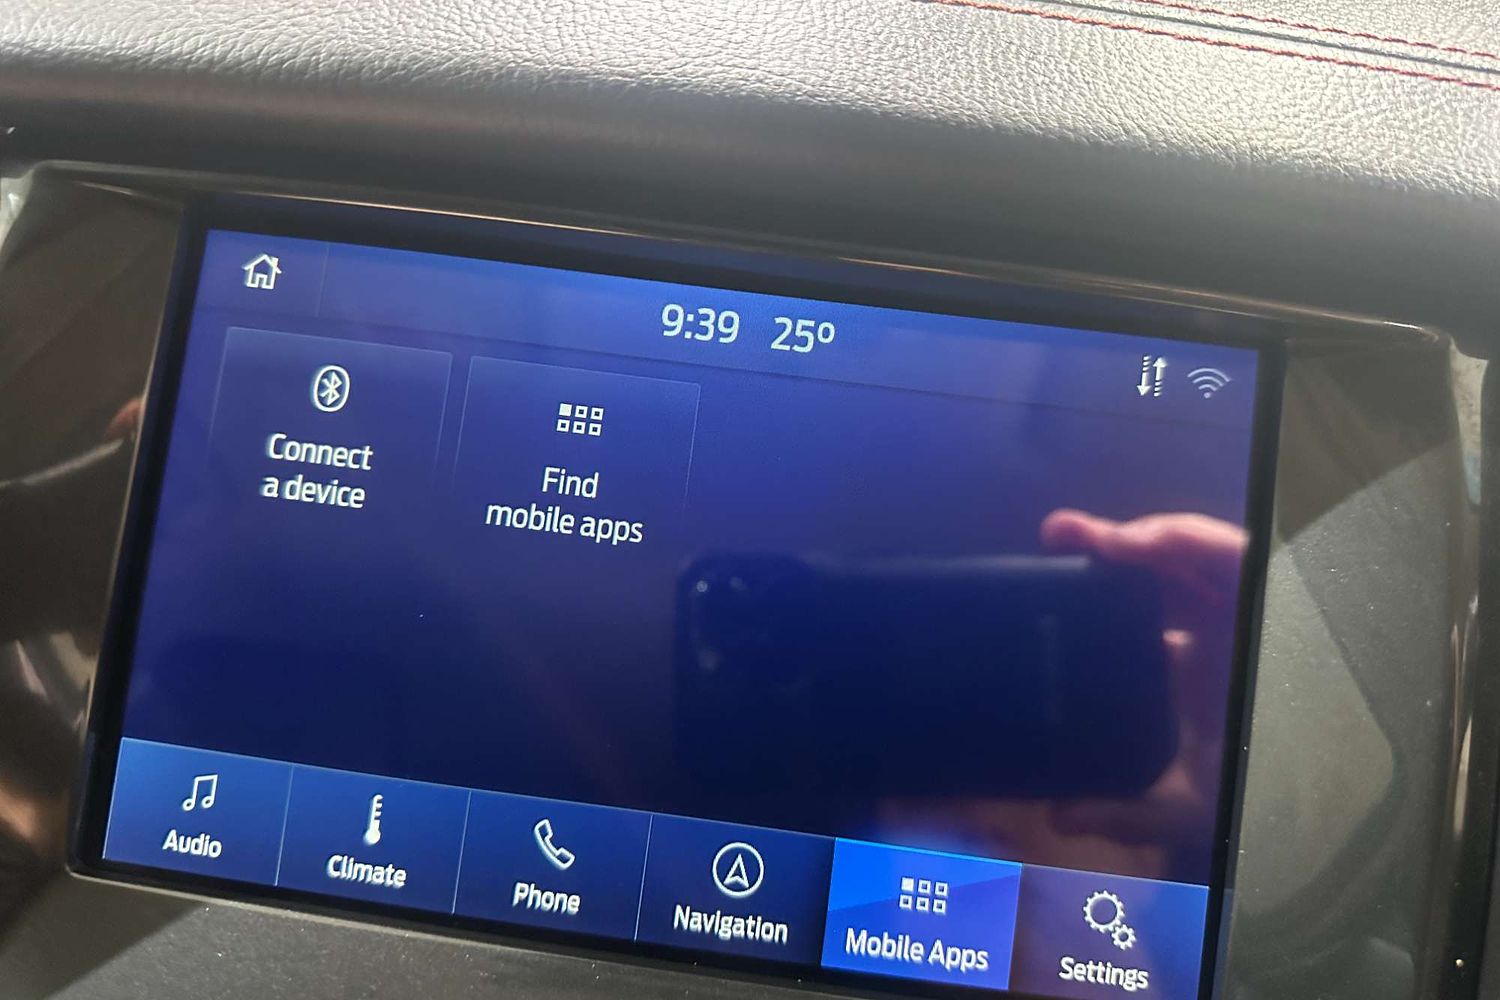 9:39 25°
Connect
a device
Find
mobile apps
Audio
Climate
Phone
Navigation
Mobile Apps
Settings